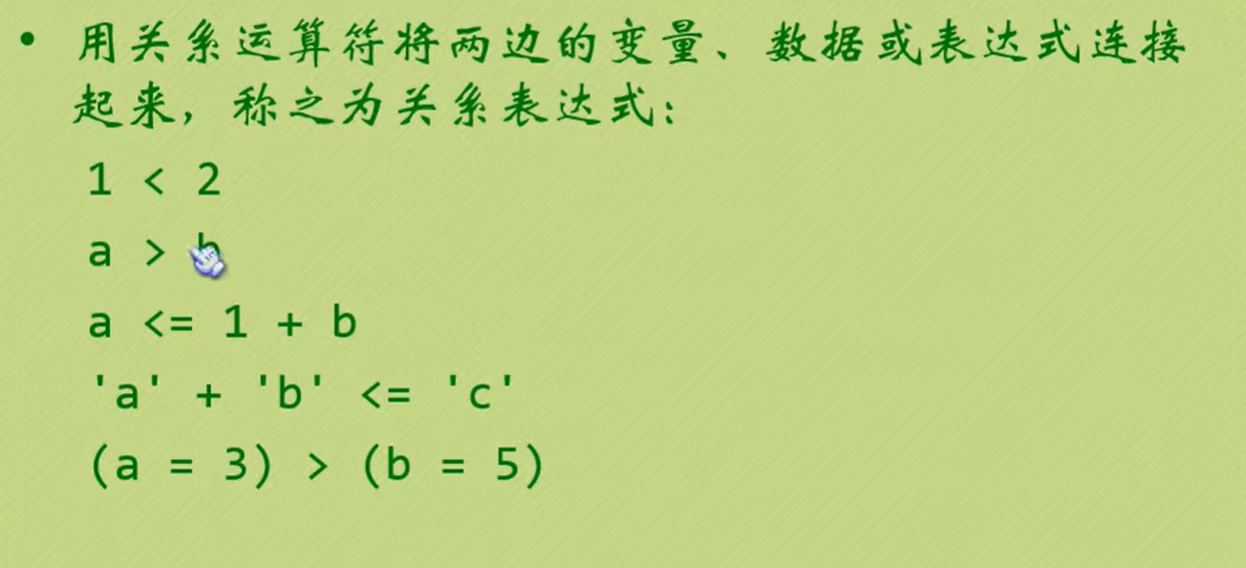 • 用关系运算符将两边的变量、数据或表达式连接
起来，称之为关系表达式：
1 < 2
a > b
a <= 1 + b
'a' + 'b' <= 'c'
(a = 3) > (b = 5)